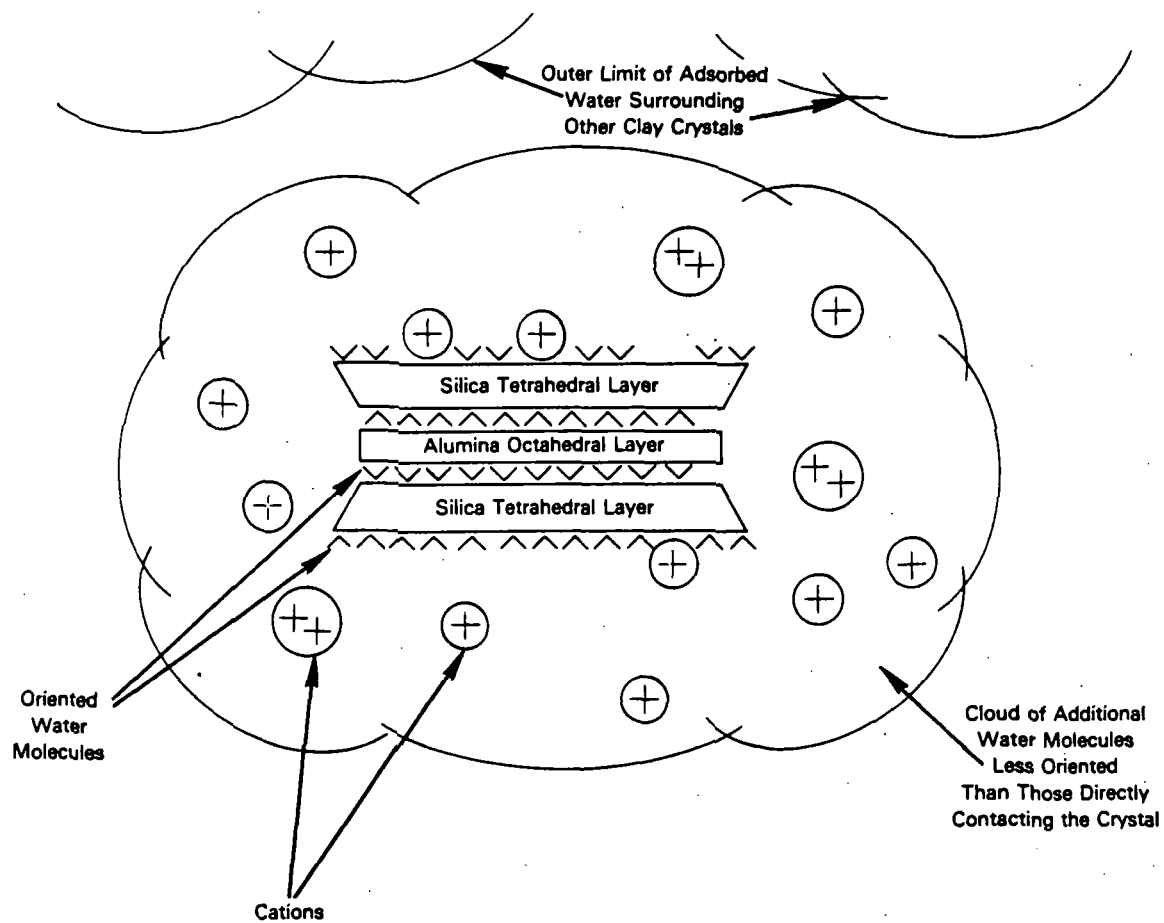 Outer Limit of Adsorbed
Water Surrounding
Other Clay Crystals
+
++
+
+
+
Silica Tetrahedral Layer
+
Alumina Octahedral Layer
++
Silica Tetrahedral Layer
+
+
+
+
++
+
+
Oriented
Water
Molecules
Cloud of Additional
Water Molecules
Less Oriented
Than Those Directly
Contacting the Crystal
Cations